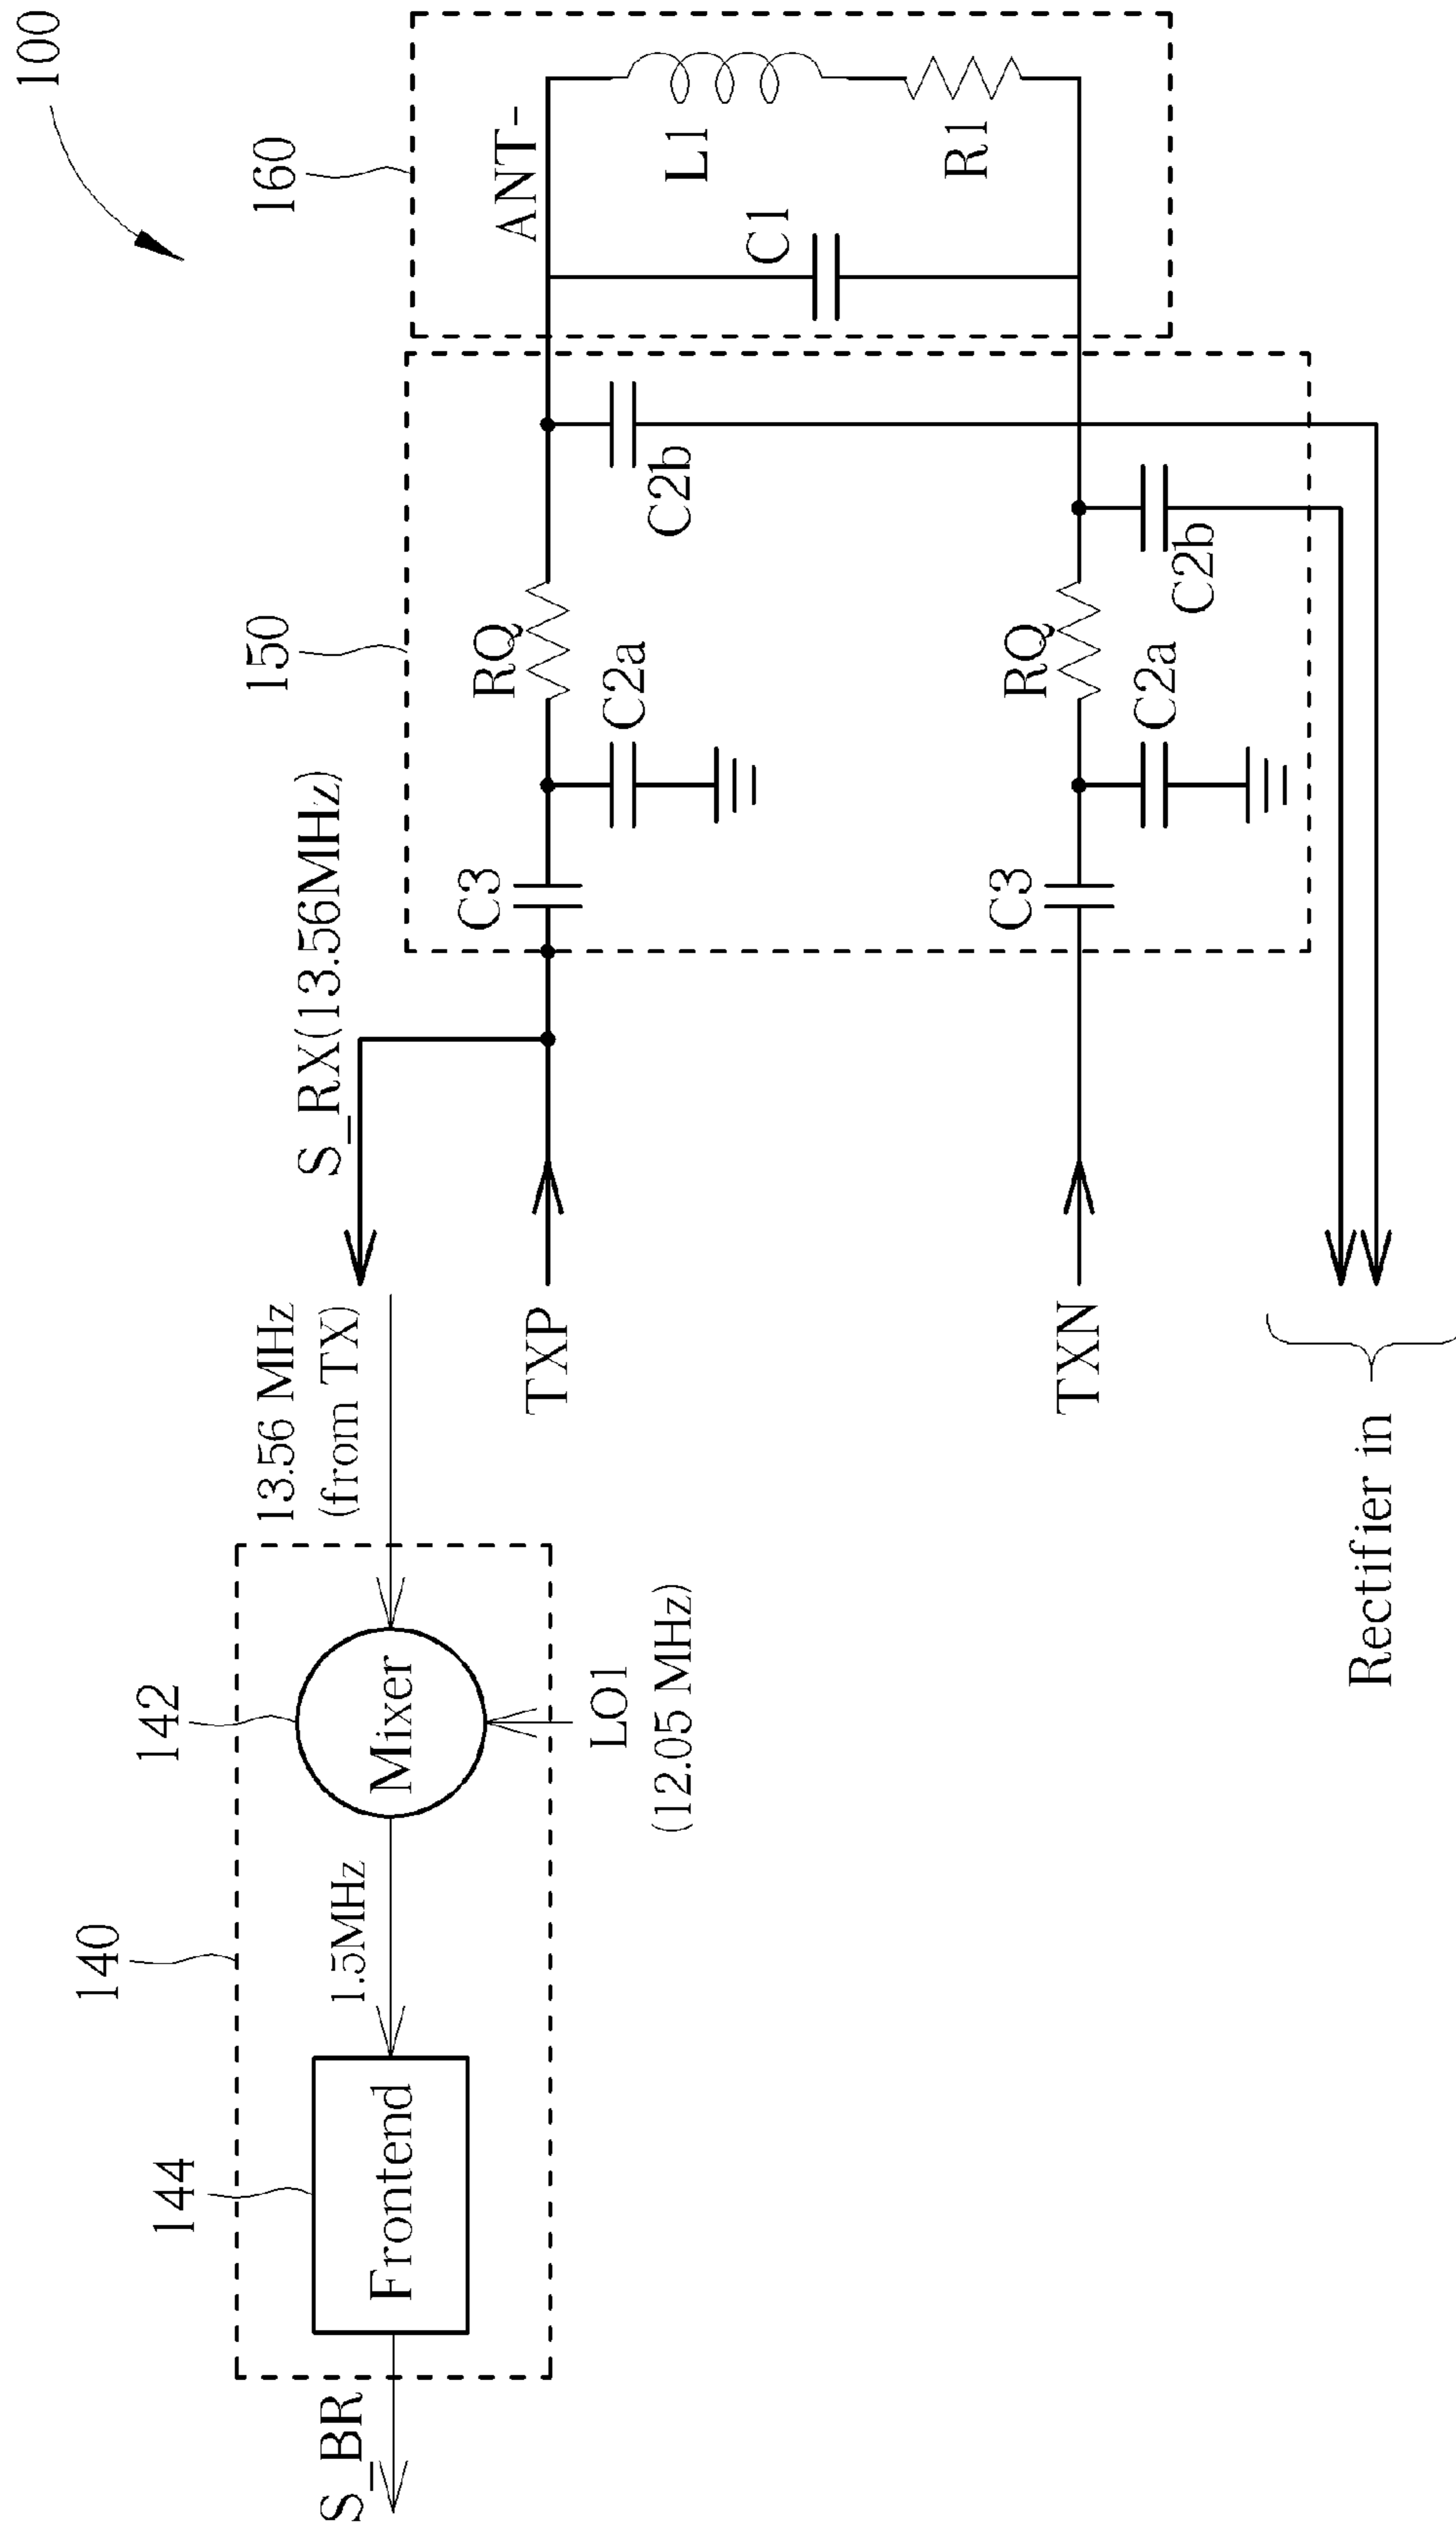 100
160
ANT-
L1
R1
C1
150
C2b
C2b
RQ
C2a
RQ
C2a
C3
C3
S_RX(13.56MHz)
13.56 MHz
(from TX)
TXP
TXN
Rectifier in
142
Mixer
LO1
(12.05 MHz)
140
1.5MHz
144
Frontend
S_BR